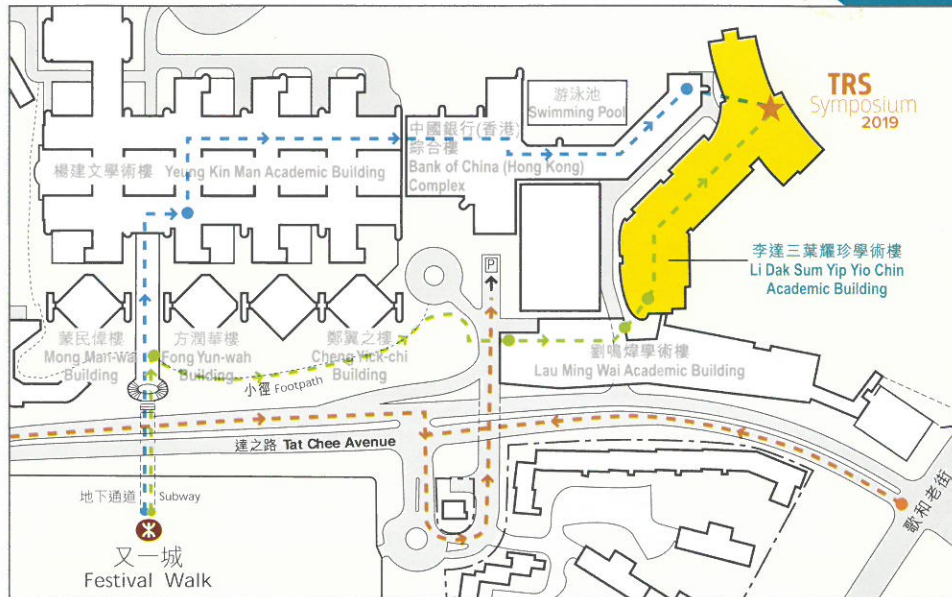 游泳池
Swimming Pool
TRS
Symposium
2019
中國銀行(香港)
綜合樓
Bank of China (Hong Kong)
Complex
楊建文學術樓 Yeung Kin Man Academic Building
李達三葉耀珍學術樓
Li Dak Sum Yip Yio Chin
Academic Building
P
蒙民偉樓
Mong Man-Wai
Building
方潤華樓
Fong Yun-wah
Building
鄭翼之樓
Cheng Yick-chi
Building
小徑 Footpath
劉鳴煒學術樓
Lau Ming Wai Academic Building
達之路 Tat Chee Avenue
歌和老街
地下通道 Subway
又一城
Festival Walk